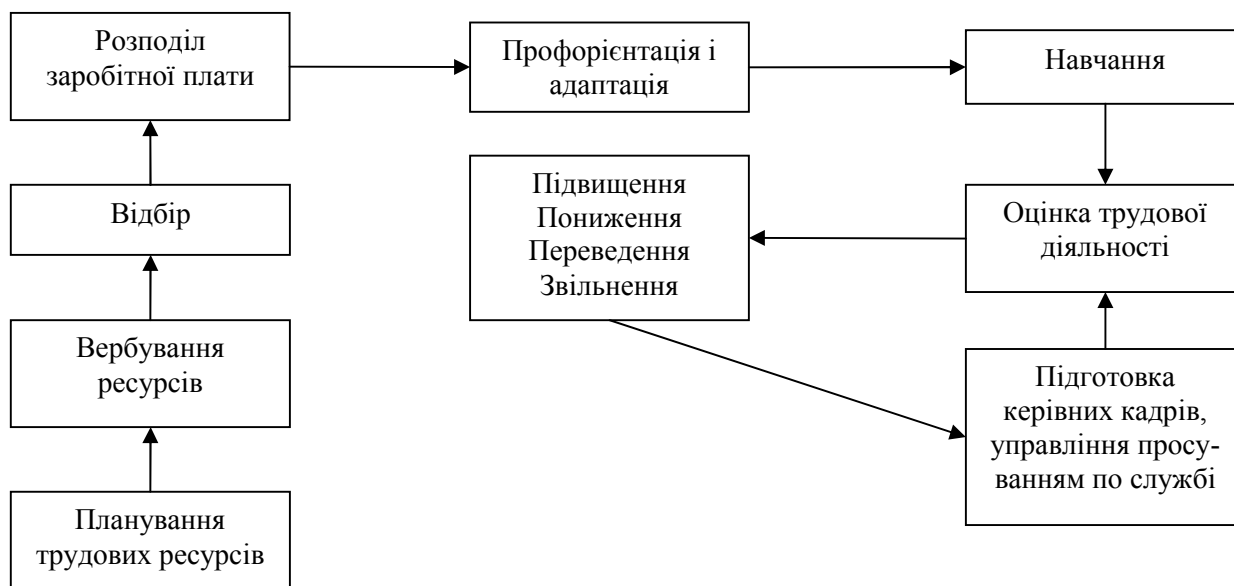 Розподіл
заробітної плати
Профорієнтація і
адаптація
Навчання
Відбір
Підвищення
Пониження
Переведення
Звільнення
Оцінка трудової
діяльності
Вербування
ресурсів
Підготовка
керівних кадрів,
управління просу-
ванням по службі
Планування
трудових ресурсів